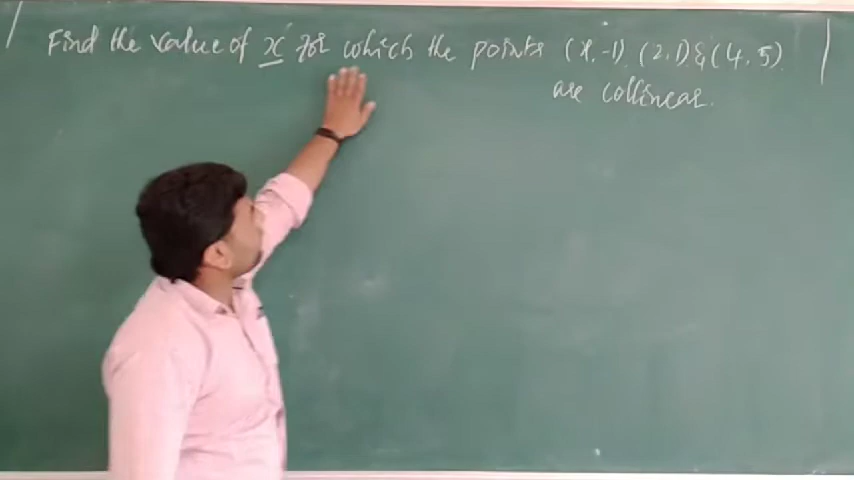 Find the value of x for which the points (x, -1), (2, 1) & (4, 5)
are collinear.